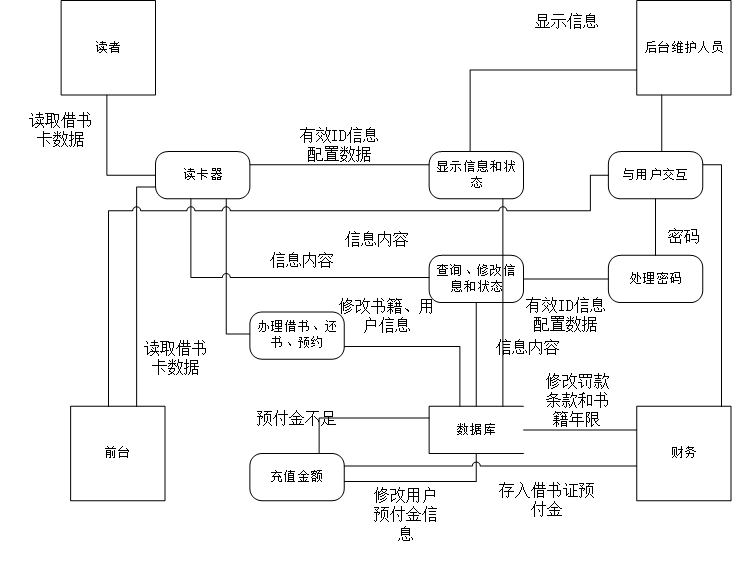 显示信息
读者
后台维护人员
读取借书
卡数据
有效ID信息
配置数据
读卡器
显示信息和状
态
与用户交互
信息内容
密码
信息内容
查询、修改信
息和状态
处理密码
修改书籍、用
户信息
有效ID信息
配置数据
办理借书、还
书、预约
信息内容
读取借书
卡数据
修改罚款
条款和书
籍年限
预付金不足
数据库
前台
财务
充值金额
修改用户
预付金信
息
存入借书证预
付金